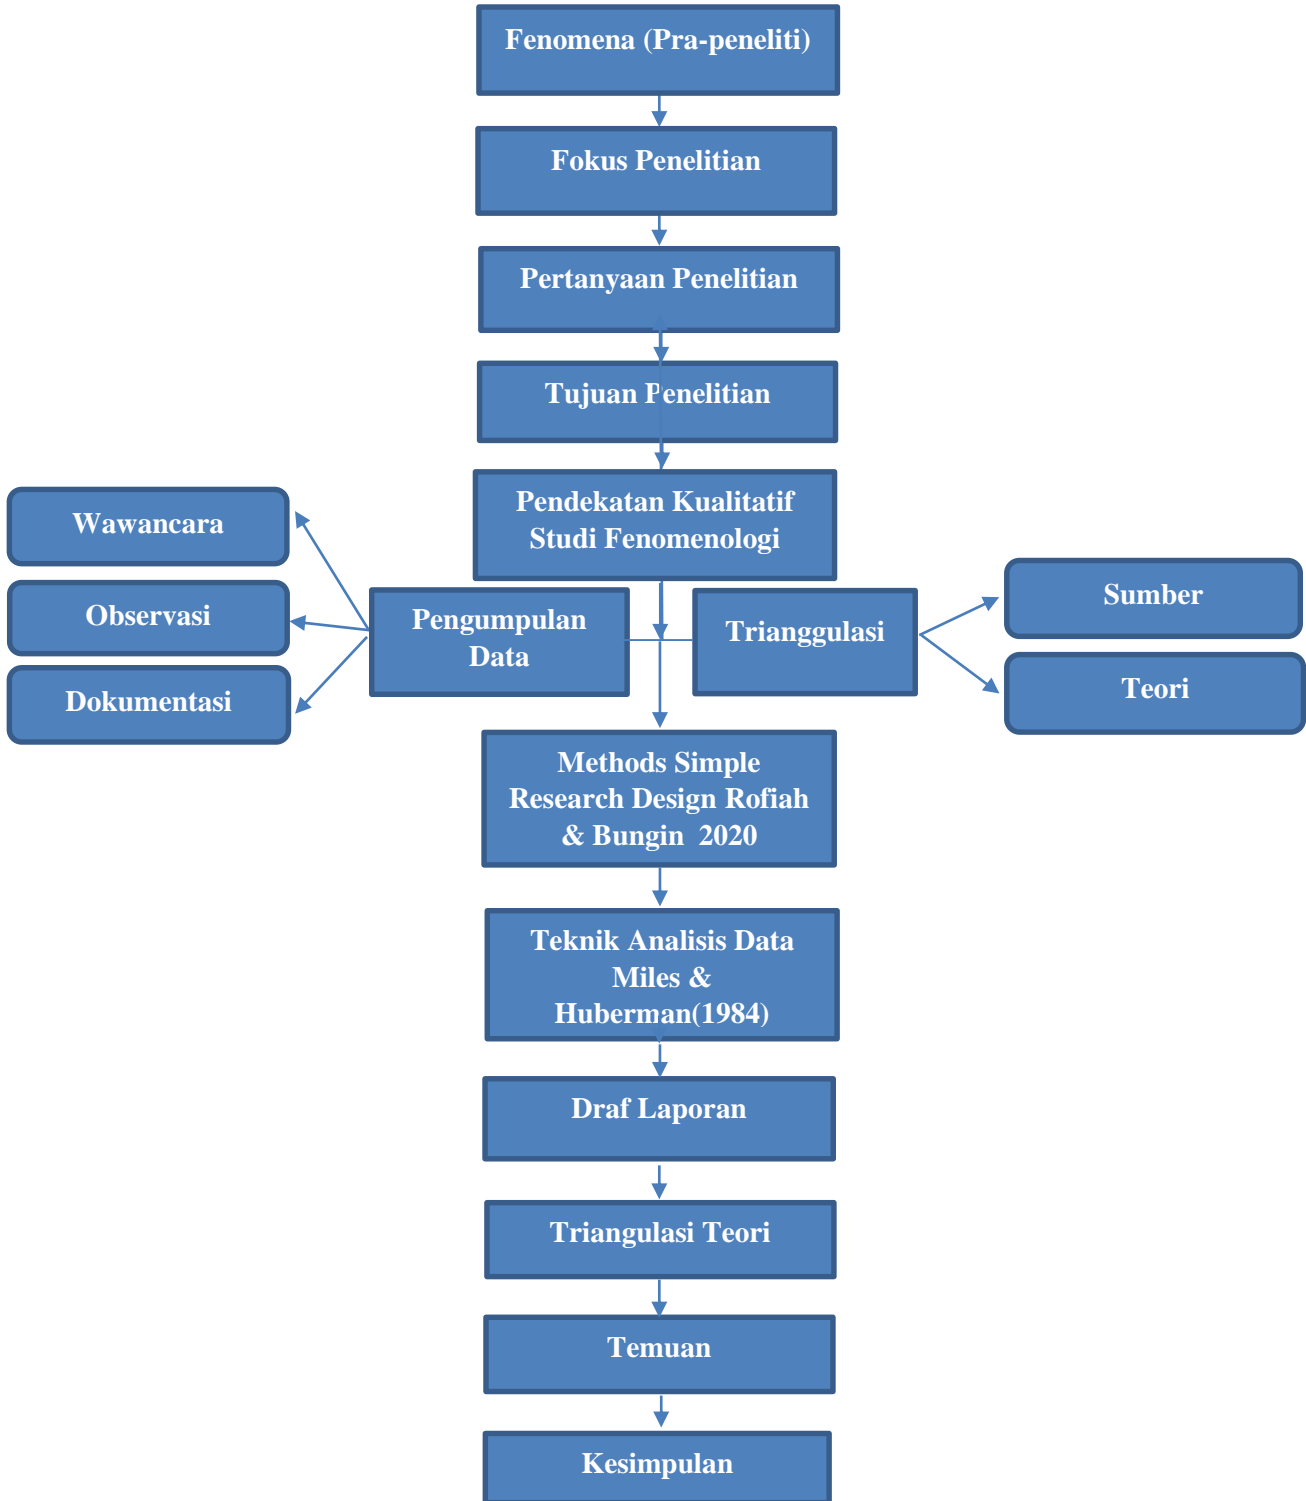 Fenomena (Pra-peneliti)
Fokus Penelitian
Pertanyaan Penelitian
Tujuan Penelitian
Pendekatan Kualitatif
Studi Fenomenologi
Wawancara
Observasi
Dokumentasi
Pengumpulan
Data
Trianggulasi
Sumber
Teori
Methods Simple
Research Design Rofiah
& Bungin 2020
Teknik Analisis Data
Miles &
Huberman(1984)
Draf Laporan
Triangulasi Teori
Temuan
Kesimpulan